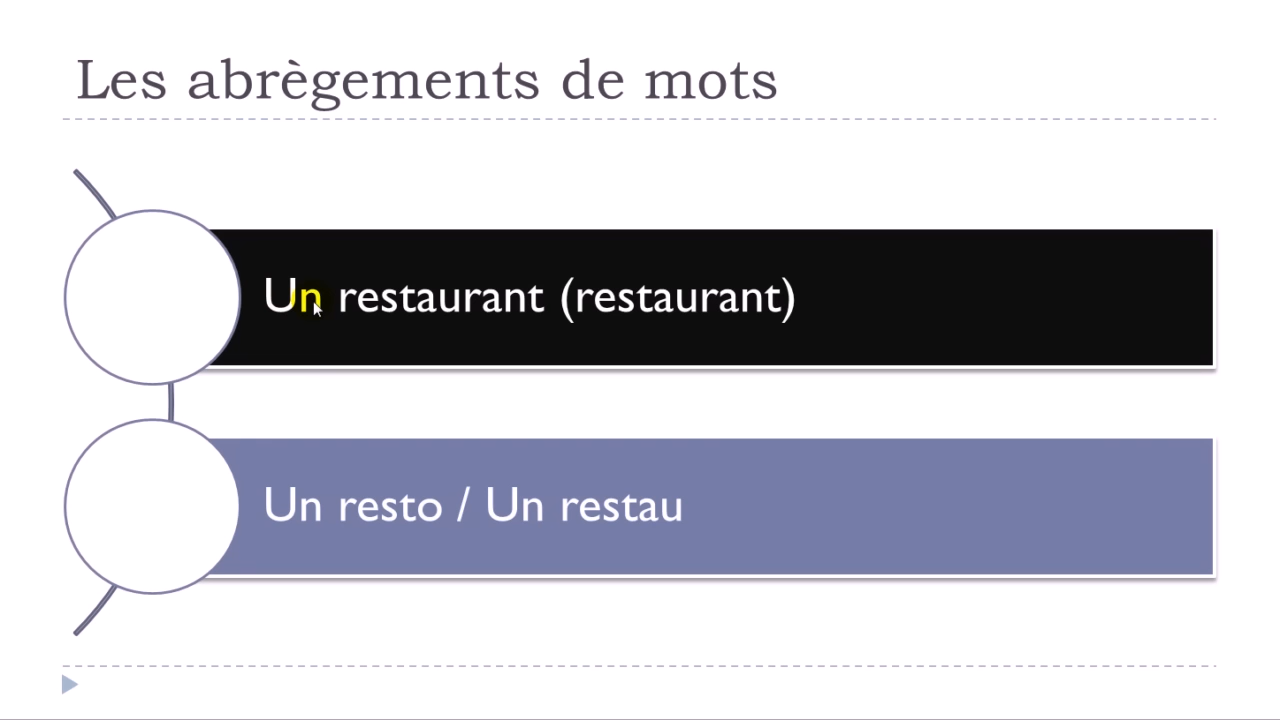 Les abrègements de mots
Un restaurant (restaurant)
Un resto / Un restau